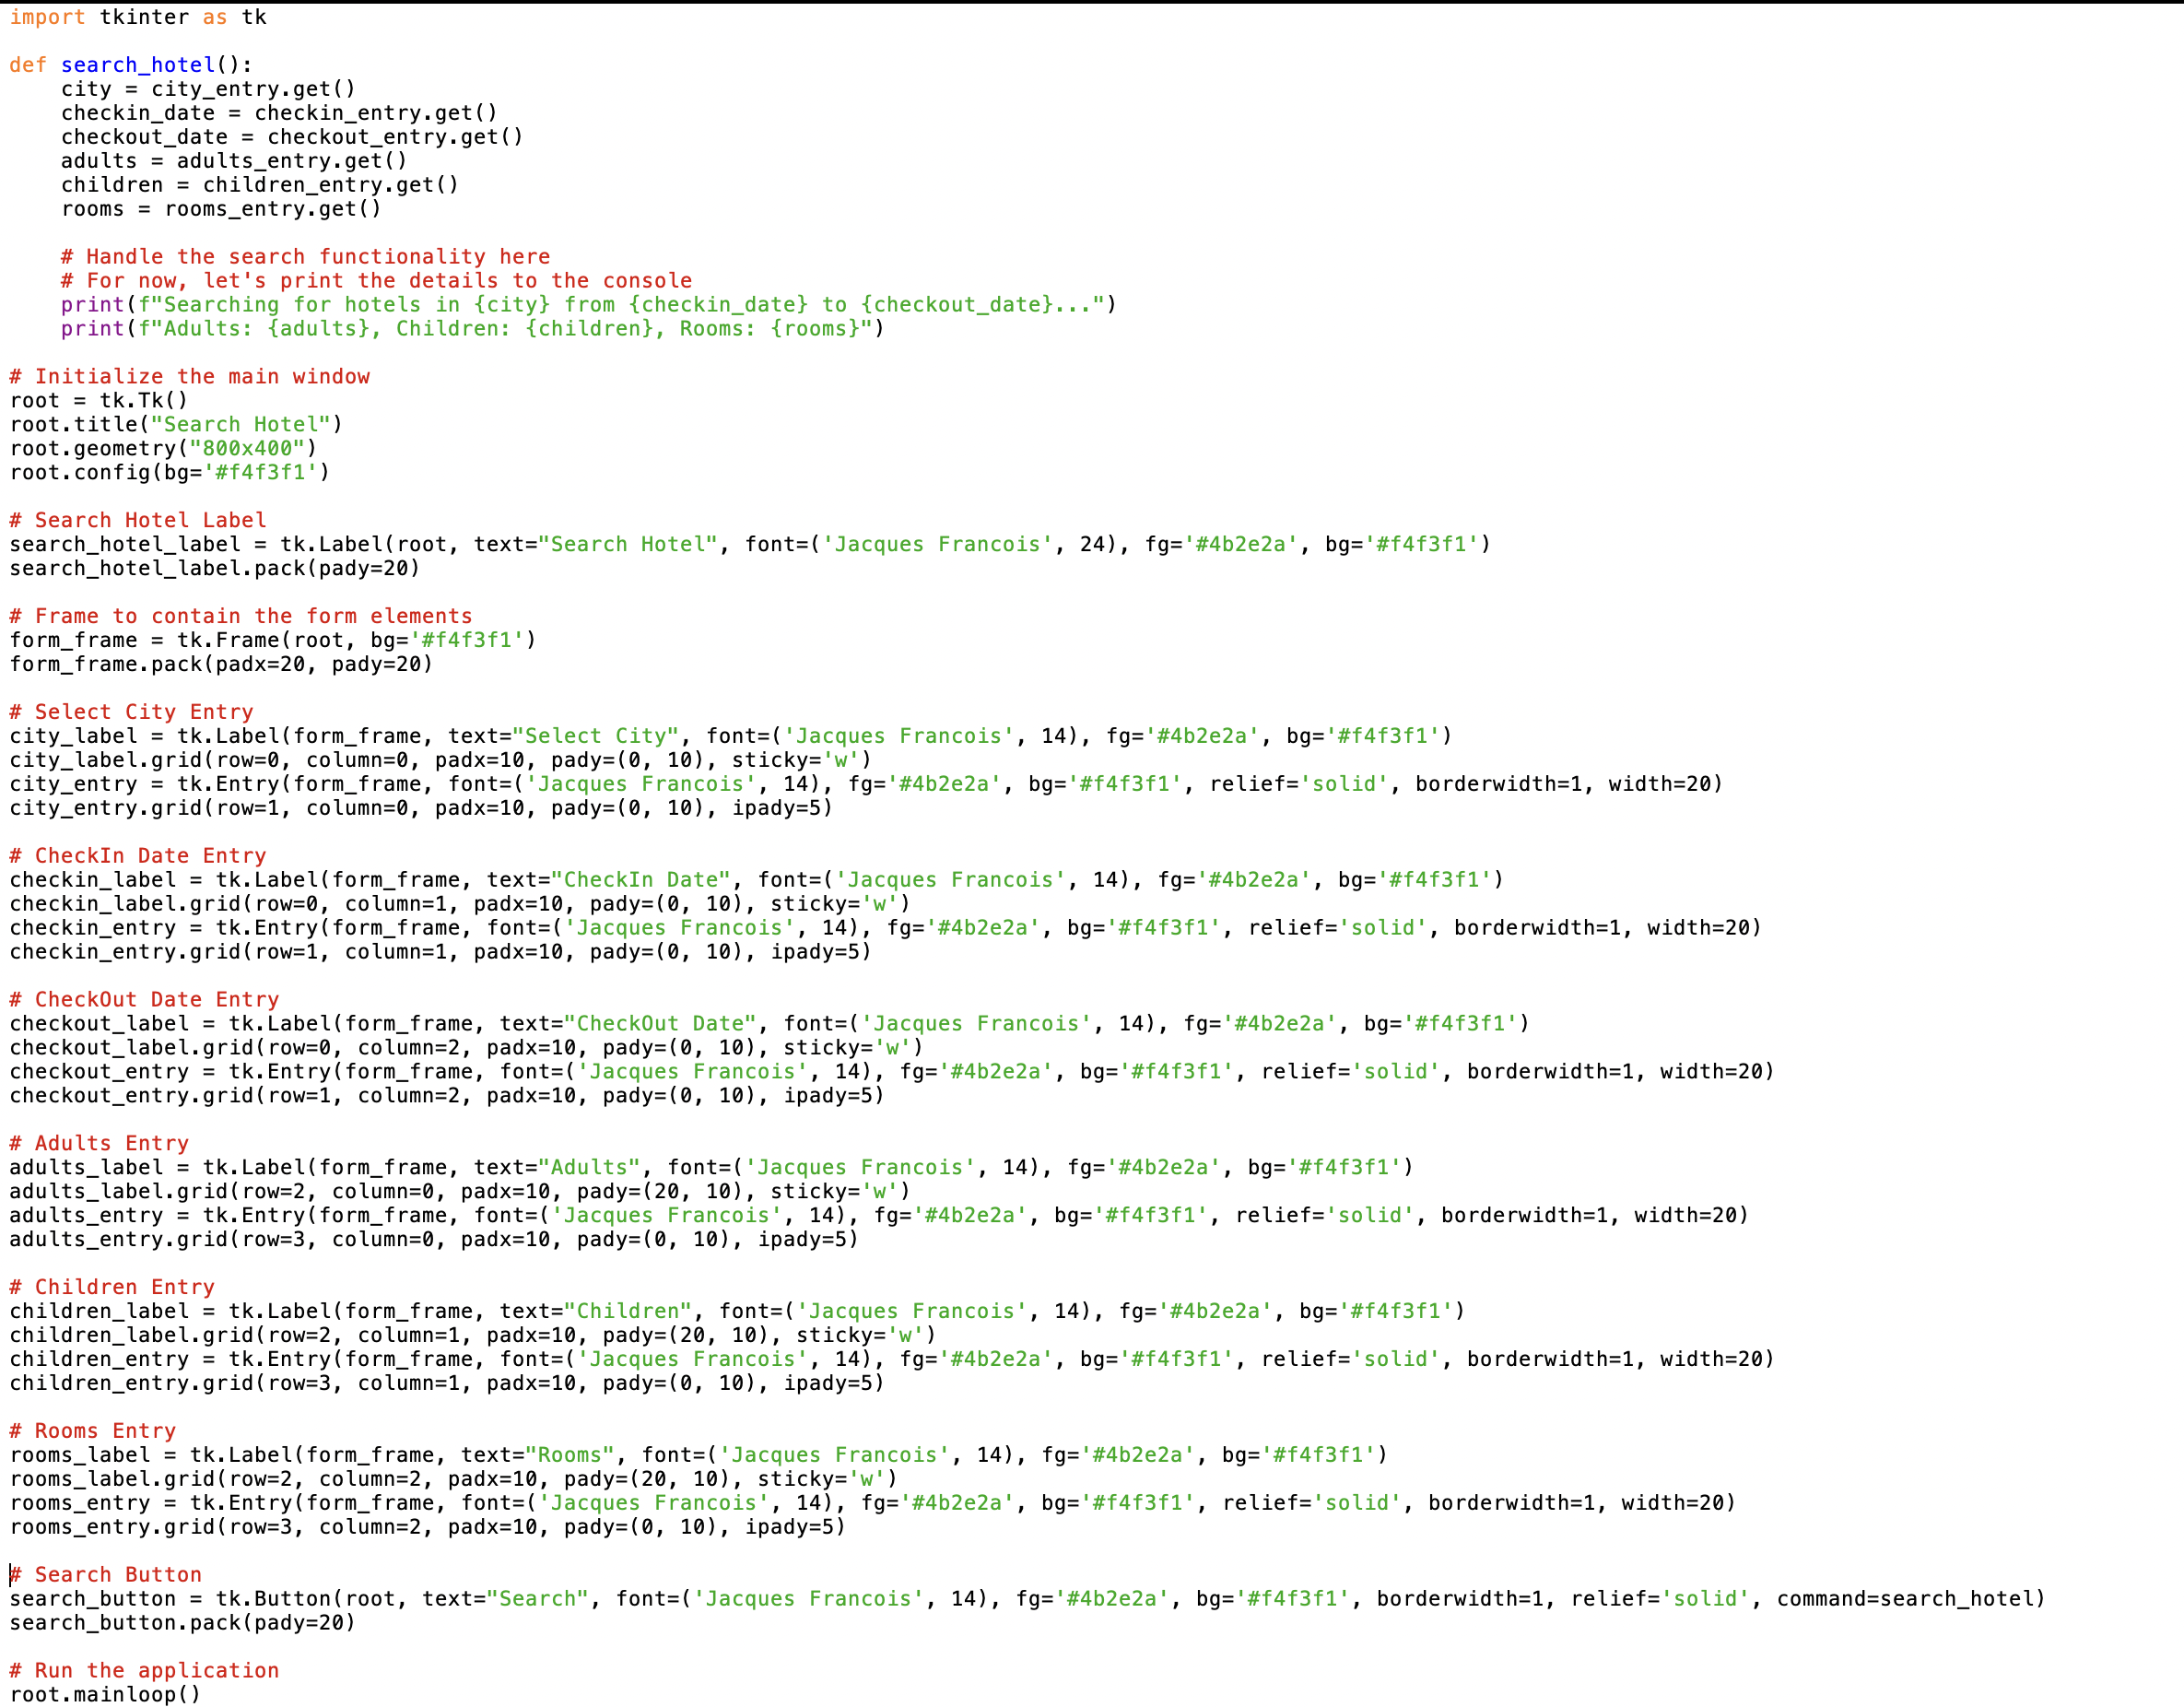 import tkinter as tk

def search_hotel():
    city = city_entry.get()
    checkin_date = checkin_entry.get()
    checkout_date = checkout_entry.get()
    adults = adults_entry.get()
    children = children_entry.get()
    rooms = rooms_entry.get()

    # Handle the search functionality here
    # For now, let's print the details to the console
    print(f"Searching for hotels in {city} from {checkin_date} to {checkout_date}...")
    print(f"Adults: {adults}, Children: {children}, Rooms: {rooms}")

# Initialize the main window
root = tk.Tk()
root.title("Search Hotel")
root.geometry("800x400")
root.config(bg='#f4f3f1')

# Search Hotel Label
search_hotel_label = tk.Label(root, text="Search Hotel", font=('Jacques Francois', 24), fg='#4b2e2a', bg='#f4f3f1')
search_hotel_label.pack(pady=20)

# Frame to contain the form elements
form_frame = tk.Frame(root, bg='#f4f3f1')
form_frame.pack(padx=20, pady=20)

# Select City Entry
city_label = tk.Label(form_frame, text="Select City", font=('Jacques Francois', 14), fg='#4b2e2a', bg='#f4f3f1')
city_label.grid(row=0, column=0, padx=10, pady=(0, 10), sticky='w')
city_entry = tk.Entry(form_frame, font=('Jacques Francois', 14), fg='#4b2e2a', bg='#f4f3f1', relief='solid', borderwidth=1, width=20)
city_entry.grid(row=1, column=0, padx=10, pady=(0, 10), ipady=5)

# CheckIn Date Entry
checkin_label = tk.Label(form_frame, text="CheckIn Date", font=('Jacques Francois', 14), fg='#4b2e2a', bg='#f4f3f1')
checkin_label.grid(row=0, column=1, padx=10, pady=(0, 10), sticky='w')
checkin_entry = tk.Entry(form_frame, font=('Jacques Francois', 14), fg='#4b2e2a', bg='#f4f3f1', relief='solid', borderwidth=1, width=20)
checkin_entry.grid(row=1, column=1, padx=10, pady=(0, 10), ipady=5)

# CheckOut Date Entry
checkout_label = tk.Label(form_frame, text="CheckOut Date", font=('Jacques Francois', 14), fg='#4b2e2a', bg='#f4f3f1')
checkout_label.grid(row=0, column=2, padx=10, pady=(0, 10), sticky='w')
checkout_entry = tk.Entry(form_frame, font=('Jacques Francois', 14), fg='#4b2e2a', bg='#f4f3f1', relief='solid', borderwidth=1, width=20)
checkout_entry.grid(row=1, column=2, padx=10, pady=(0, 10), ipady=5)

# Adults Entry
adults_label = tk.Label(form_frame, text="Adults", font=('Jacques Francois', 14), fg='#4b2e2a', bg='#f4f3f1')
adults_label.grid(row=2, column=0, padx=10, pady=(20, 10), sticky='w')
adults_entry = tk.Entry(form_frame, font=('Jacques Francois', 14), fg='#4b2e2a', bg='#f4f3f1', relief='solid', borderwidth=1, width=20)
adults_entry.grid(row=3, column=0, padx=10, pady=(0, 10), ipady=5)

# Children Entry
children_label = tk.Label(form_frame, text="Children", font=('Jacques Francois', 14), fg='#4b2e2a', bg='#f4f3f1')
children_label.grid(row=2, column=1, padx=10, pady=(20, 10), sticky='w')
children_entry = tk.Entry(form_frame, font=('Jacques Francois', 14), fg='#4b2e2a', bg='#f4f3f1', relief='solid', borderwidth=1, width=20)
children_entry.grid(row=3, column=1, padx=10, pady=(0, 10), ipady=5)

# Rooms Entry
rooms_label = tk.Label(form_frame, text="Rooms", font=('Jacques Francois', 14), fg='#4b2e2a', bg='#f4f3f1')
rooms_label.grid(row=2, column=2, padx=10, pady=(20, 10), sticky='w')
rooms_entry = tk.Entry(form_frame, font=('Jacques Francois', 14), fg='#4b2e2a', bg='#f4f3f1', relief='solid', borderwidth=1, width=20)
rooms_entry.grid(row=3, column=2, padx=10, pady=(0, 10), ipady=5)

# Search Button
search_button = tk.Button(root, text="Search", font=('Jacques Francois', 14), fg='#4b2e2a', bg='#f4f3f1', borderwidth=1, relief='solid', command=search_hotel)
search_button.pack(pady=20)

# Run the application
root.mainloop()